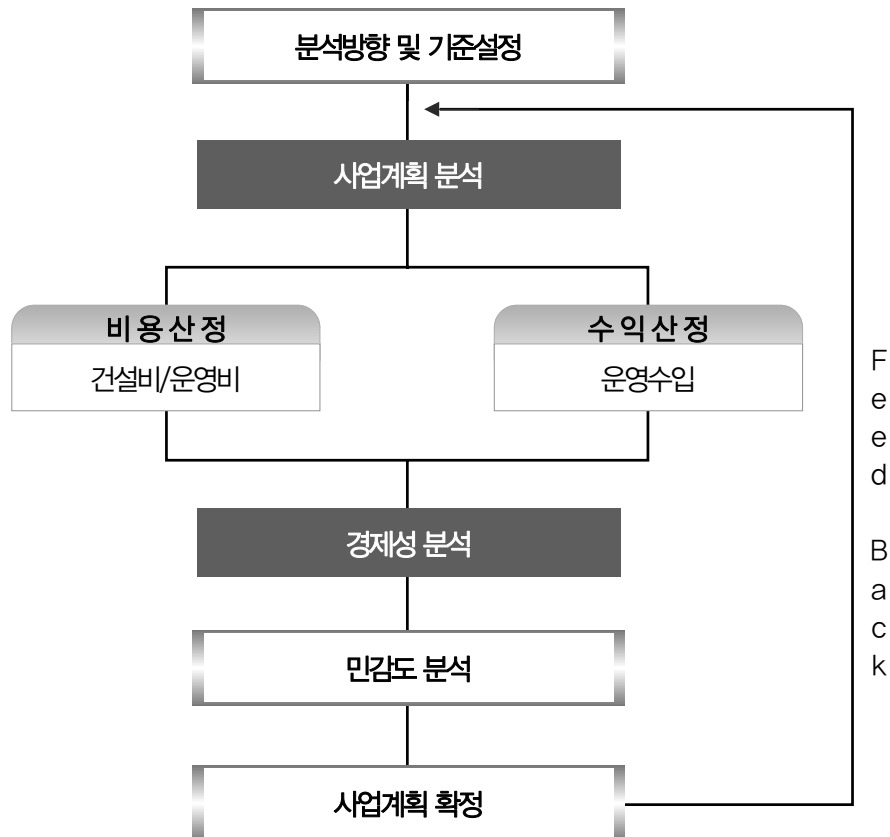 분석방향 및 기준설정
사업계획 분석
비용산정
건설비/운영비
수익산정
운영수입
경제성 분석
민감도 분석
사업계획 확정
Feed Back